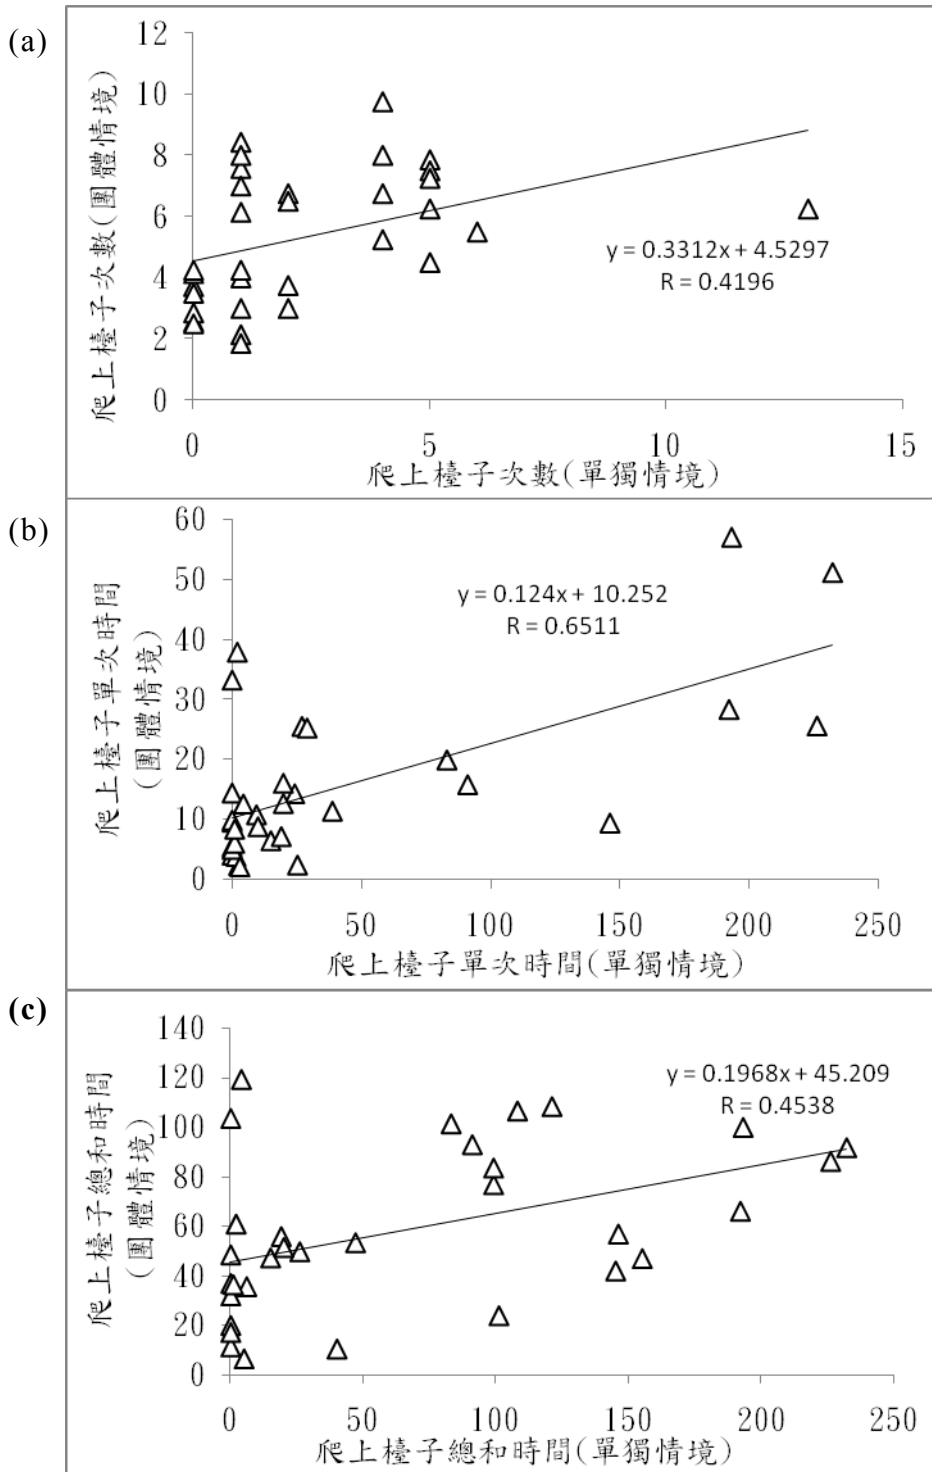 (a)
12
10
8
6
4
2
0
爬上檯子次數(團體情境)
y = 0.3312x + 4.5297
R = 0.4196
0 5 10 15
爬上檯子次數(單獨情境)
(b)
60
50
40
30
20
10
0
爬上檯子單次時間
(團體情境)
y = 0.124x + 10.252
R = 0.6511
0 50 100 150 200 250
爬上檯子單次時間(單獨情境)
(c)
140
120
100
80
60
40
20
0
爬上檯子總和時間
(團體情境)
y = 0.1968x + 45.209
R = 0.4538
0 50 100 150 200 250
爬上檯子總和時間(單獨情境)